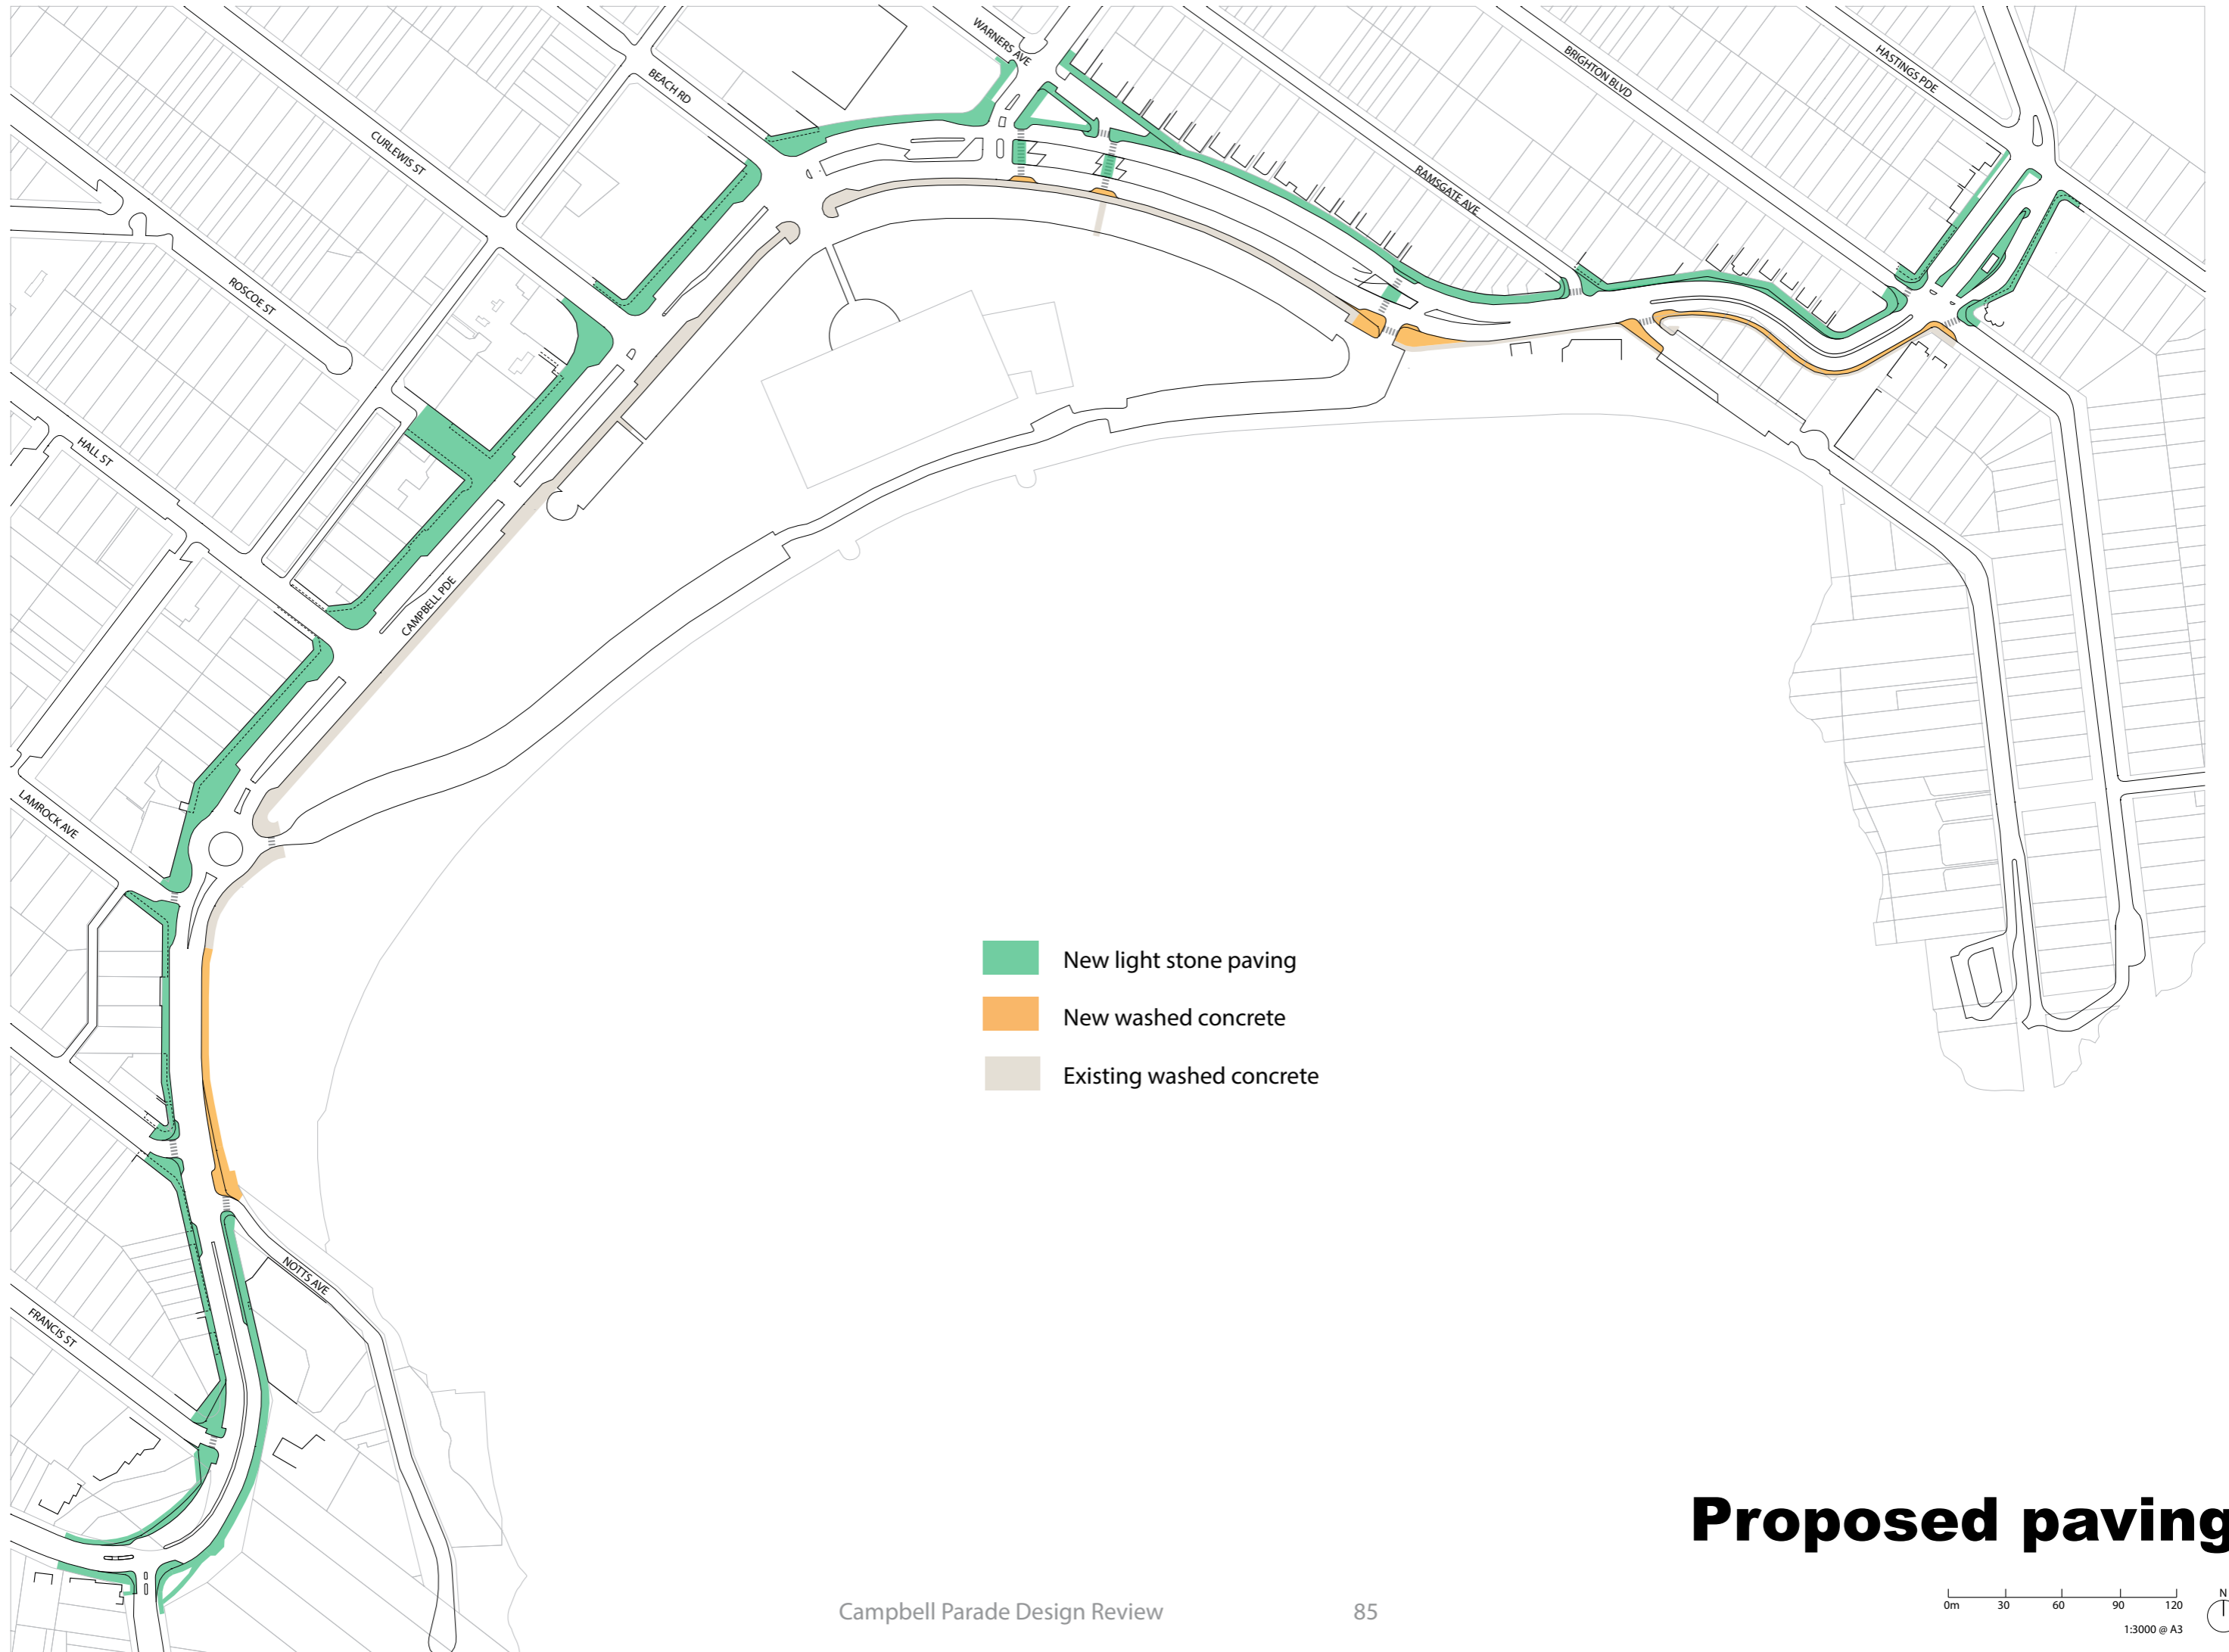 WARNERS AVE
BRIGHTON BLVD
HASTINGS PDE
BEACH RD
CURLEWIS ST
RAMSGATE AVE
ROSCOE ST
HALL ST
CAMPBELL PDE
LAMROCK AVE
New light stone paving
New washed concrete
Existing washed concrete
NOTTS AVE
FRANCIS ST
Proposed paving
0m 30 60 90 120
N
1:3000 @ A3
Campbell Parade Design Review 85